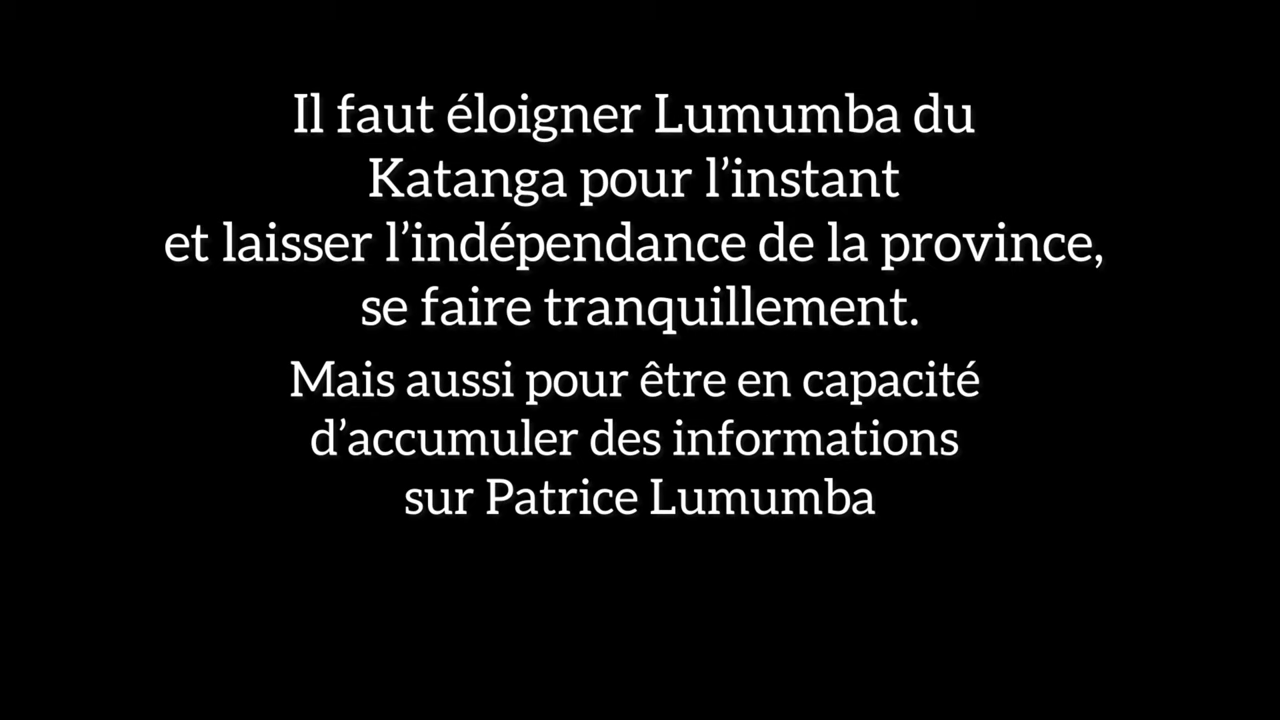 Il faut éloigner Lumumba du
Katanga pour l’instant
et laisser l’indépendance de la province,
se faire tranquillement.
Mais aussi pour être en capacité
d’accumuler des informations
sur Patrice Lumumba